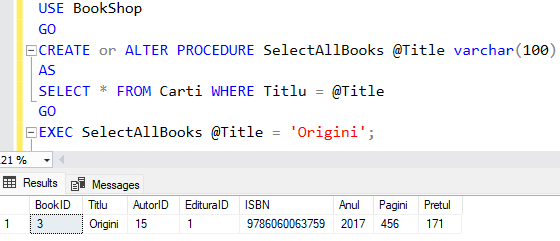 USE BookShop
GO
CREATE or ALTER PROCEDURE SelectAllBooks @Title varchar(100)
AS
SELECT * FROM Carti WHERE Titlu = @Title
GO
EXEC SelectAllBooks @Title = 'Origini';
21 %
Results Messages
BookID Titlu AutorID EdituraID ISBN Anul Pagini Pretul
1 3 Origini 15 1 9786060063759 2017 456 171